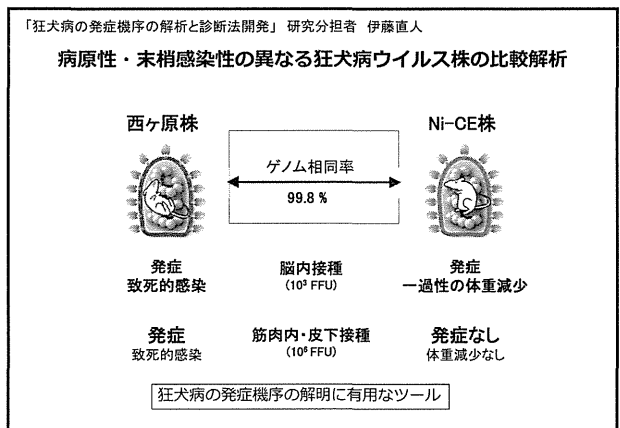 「狂犬病の発症機序の解析と診断法開発」 研究分担者 伊藤直人
病原性・末梢感染性の異なる狂犬病ウイルス株の比較解析
西ヶ原株
Ni-CE株
ゲノム相同率
99.8 %
発症
致死的感染
脳内接種
(10³ FFU)
発症
一過性の体重減少
発症
致死的感染
筋肉内・皮下接種
(10⁶ FFU)
発症なし
体重減少なし
狂犬病の発症機序の解明に有用なツール